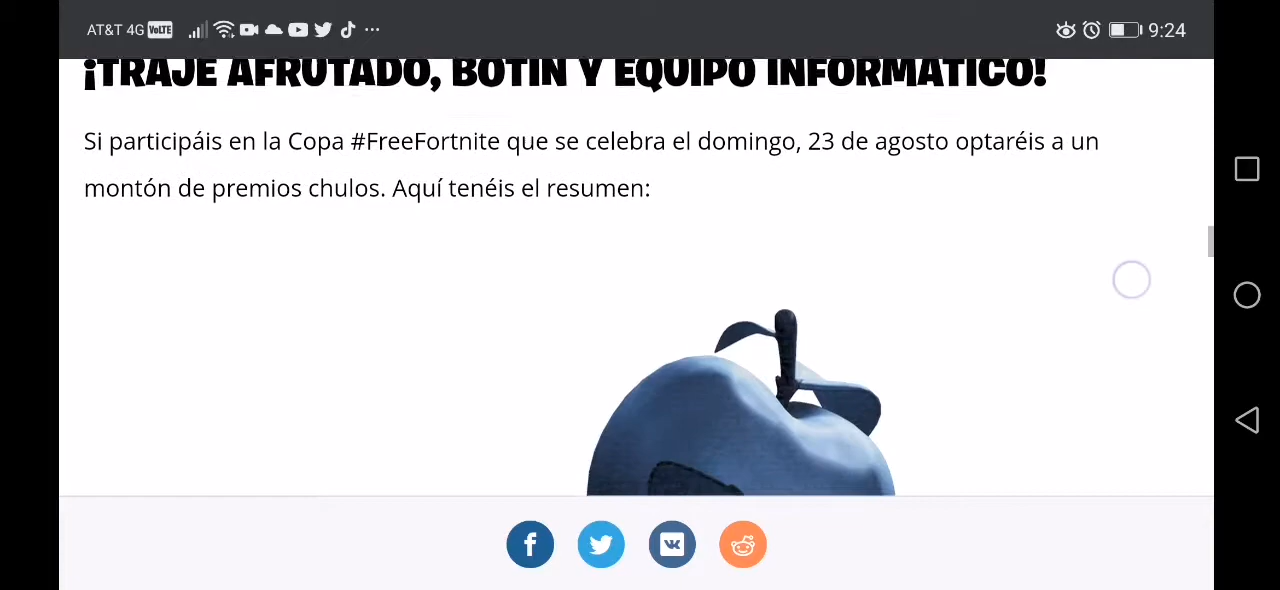 AT&T 4G VoLTE 9:24
¡TRAJE AFRUTADO, BOTÍN Y EQUIPO INFORMÁTICO!
Si participáis en la Copa #FreeFortnite que se celebra el domingo, 23 de agosto optaréis a un
montón de premios chulos. Aquí tenéis el resumen: